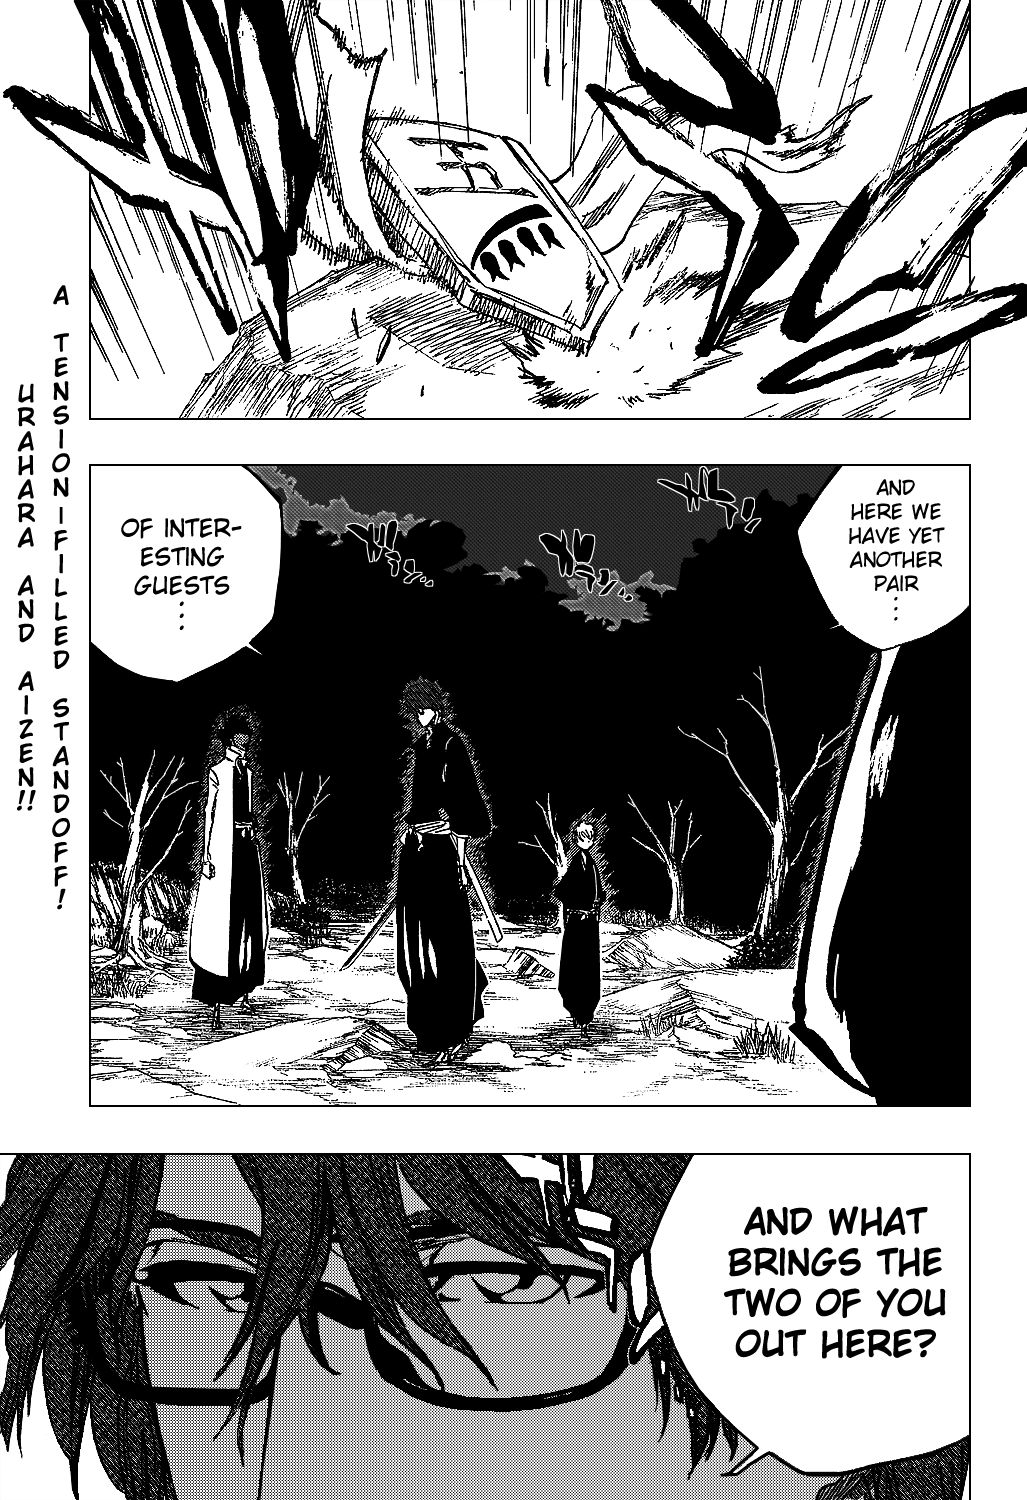 AND
HERE WE
HAVE YET
ANOTHER
PAIR
...
OF INTER-
ESTING
GUESTS
...
AND WHAT
BRINGS THE
TWO OF YOU
OUT HERE?
A TENSION-FILLED STANDOFF!
URAHARA AND AIZEN!!